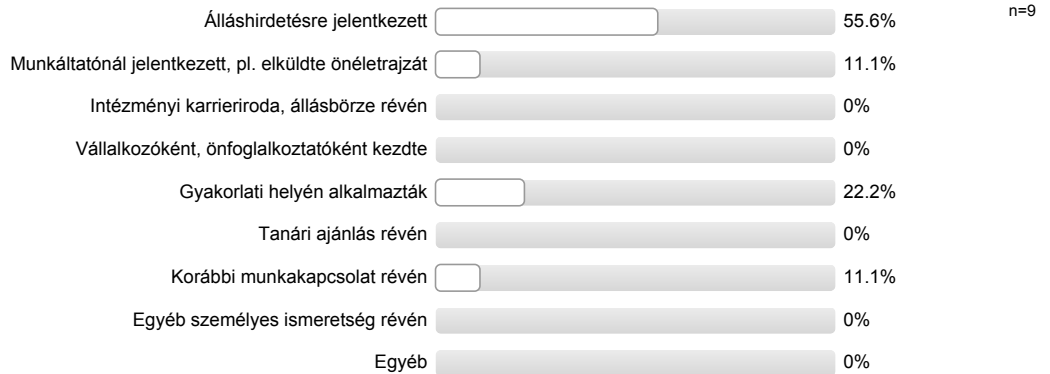 Álláshirdetésre jelentkezett 55.6% n=9
Munkáltatónál jelentkezett, pl. elküldte önéletrajzát 11.1%
Intézményi karrieriroda, állásbörze révén 0%
Vállalkozóként, önfoglalkoztatóként kezdte 0%
Gyakorlati helyén alkalmazták 22.2%
Tanári ajánlás révén 0%
Korábbi munkakapcsolat révén 11.1%
Egyéb személyes ismeretség révén 0%
Egyéb 0%